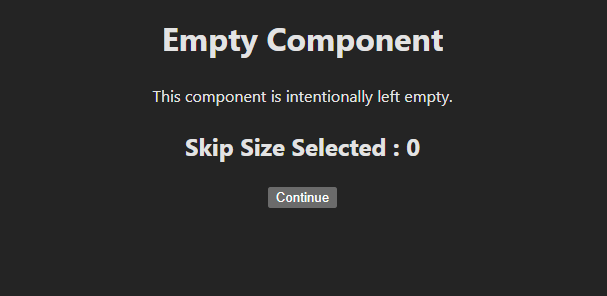 Empty Component
This component is intentionally left empty.
Skip Size Selected : 0
Continue